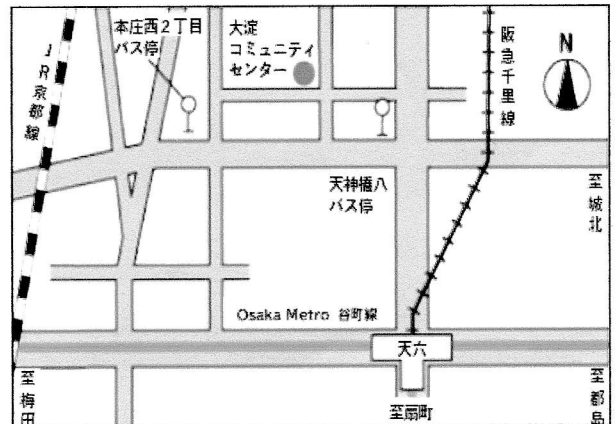 本庄西2丁目
バス停
大淀
コミュニティ
センター
阪急千里線
N
JR京都線
天神橋八
バス停
至城北
Osaka Metro 谷町線
天六
至梅田
至扇町
至都島